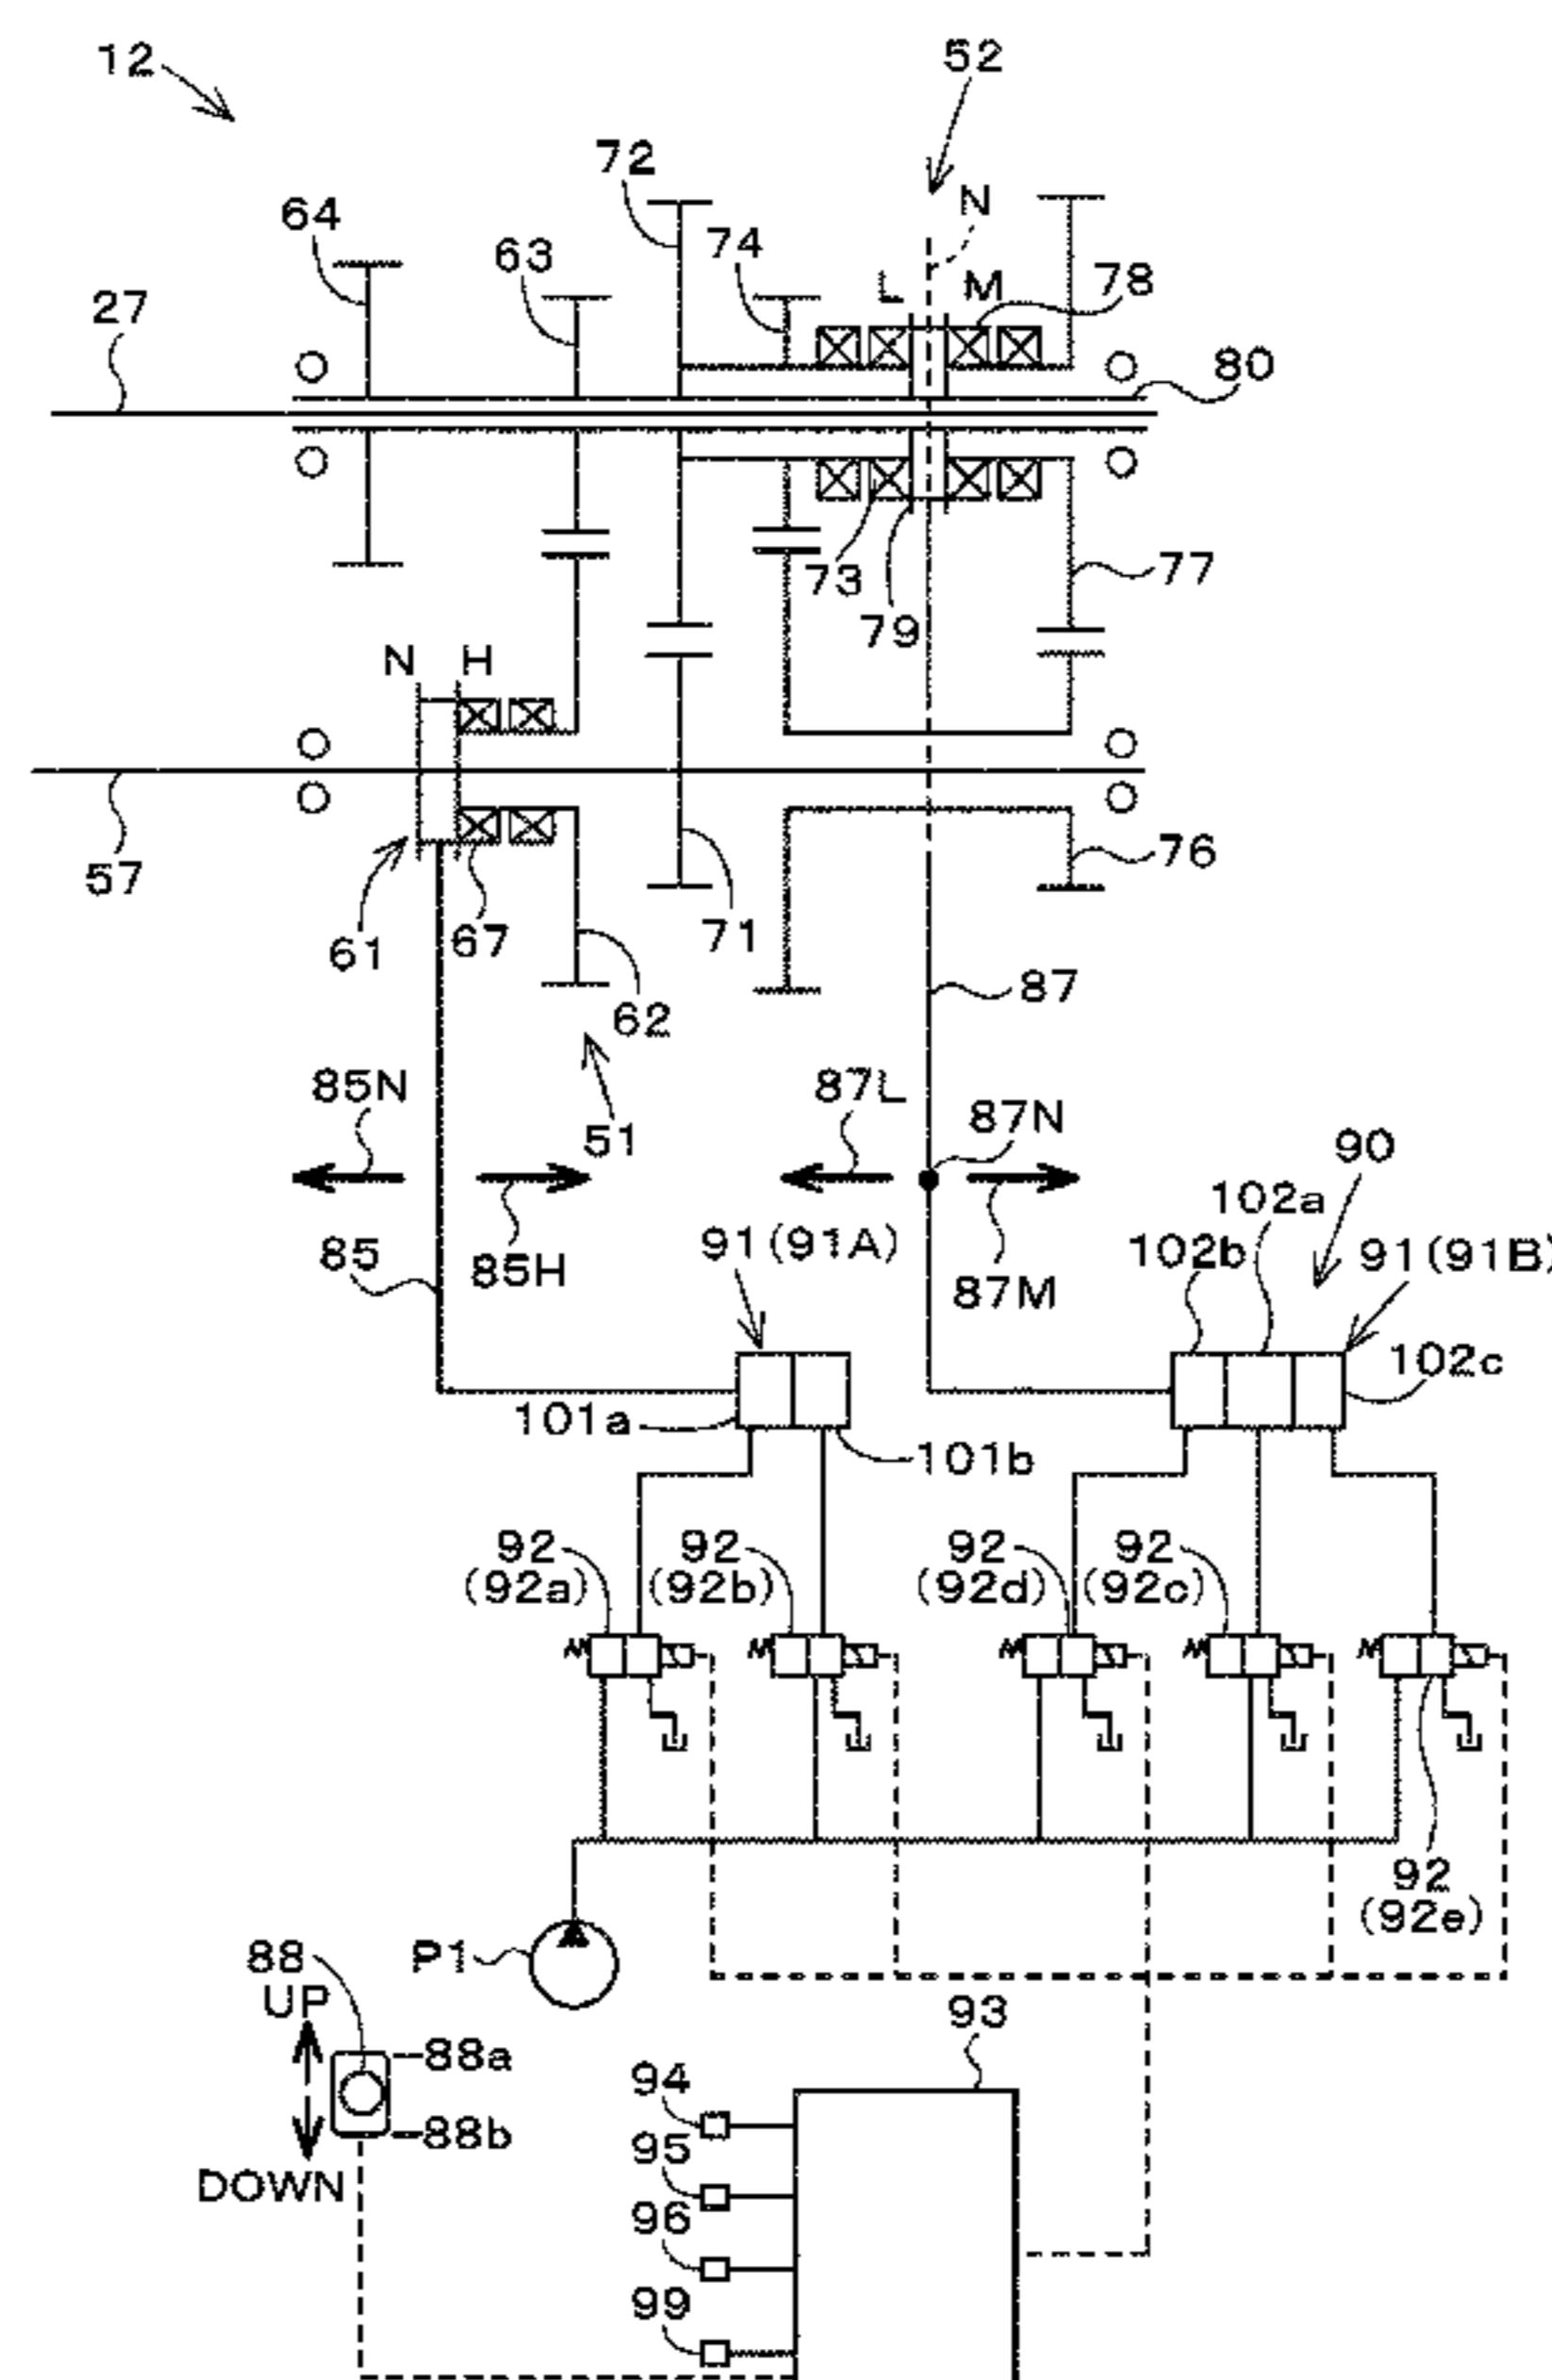 12
52
72
N
64
74
63
L
M
78
27
80
73
77
79
N
H
76
57
61
67
71
87
62
85N
87L
87N
51
90
102a
85
85H
91(91A)
102b
91(91B)
87M
102c
101a
101b
92
(92a)
92
(92b)
92
(92d)
92
(92c)
92
(92e)
P1
88
UP
93
88a
94
88b
95
DOWN
96
99